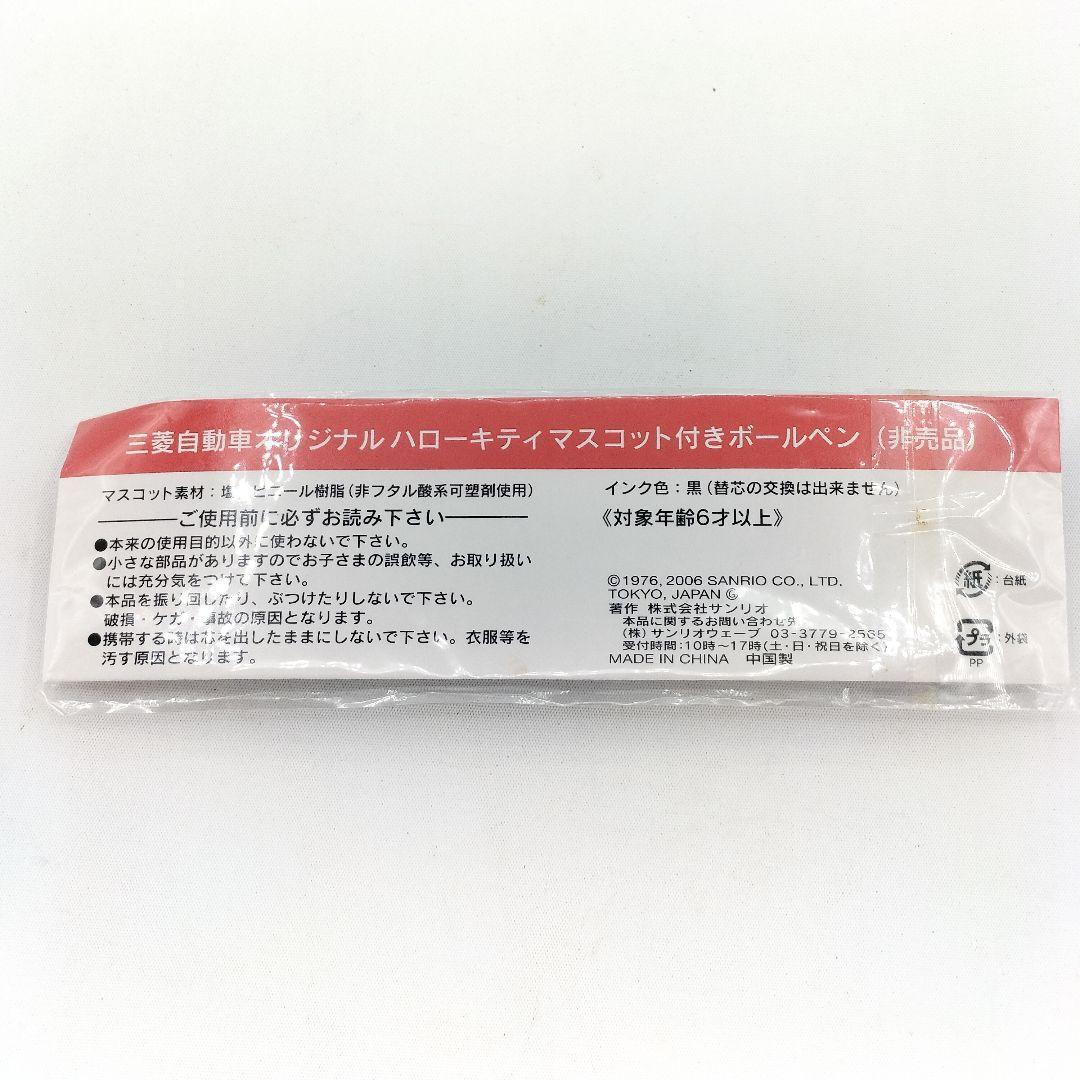 三菱自動車オリジナル ハローキティマスコット付きボールペン（非売品）
マスコット素材：塩ビニール樹脂（非フタル酸系可塑剤使用）
ご使用前に必ずお読み下さい
●本来の使用目的以外に使わないで下さい。
●小さな部品がありますのでお子さまの誤飲等、お取り扱い
には充分気をつけて下さい。
●本品を振り回したり、ぶつけたりしないで下さい。
破損・ケガ・事故の原因となります。
●携帯する時は芯を出したままにしないで下さい。衣服等を
汚す原因となります。
インク色：黒（替芯の交換は出来ません）
《対象年齢6才以上》
©1976, 2006 SANRIO CO., LTD.
TOKYO, JAPAN Ⓖ
著作 株式会社サンリオ
本品に関するお問い合わせ先
（株）サンリオウェーブ 03-3779-2565
受付時間：10時～17時（土・日・祝日を除く）
MADE IN CHINA 中国製
紙：台紙
プラ：外袋
PP